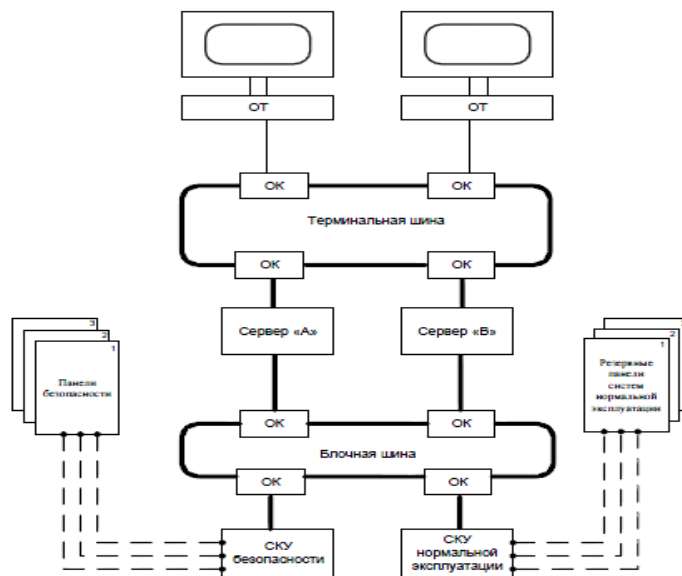 ОТ
ОТ
ОК
ОК
Терминальная шина
ОК
ОК
Сервер «А»
Сервер «В»
3
2
1
Панели
безопасности
2
1
Резервные
панели
систем
нормальной
эксплуатации
ОК
ОК
Блочная шина
ОК
ОК
СКУ
безопасности
СКУ
нормальной
эксплуатации